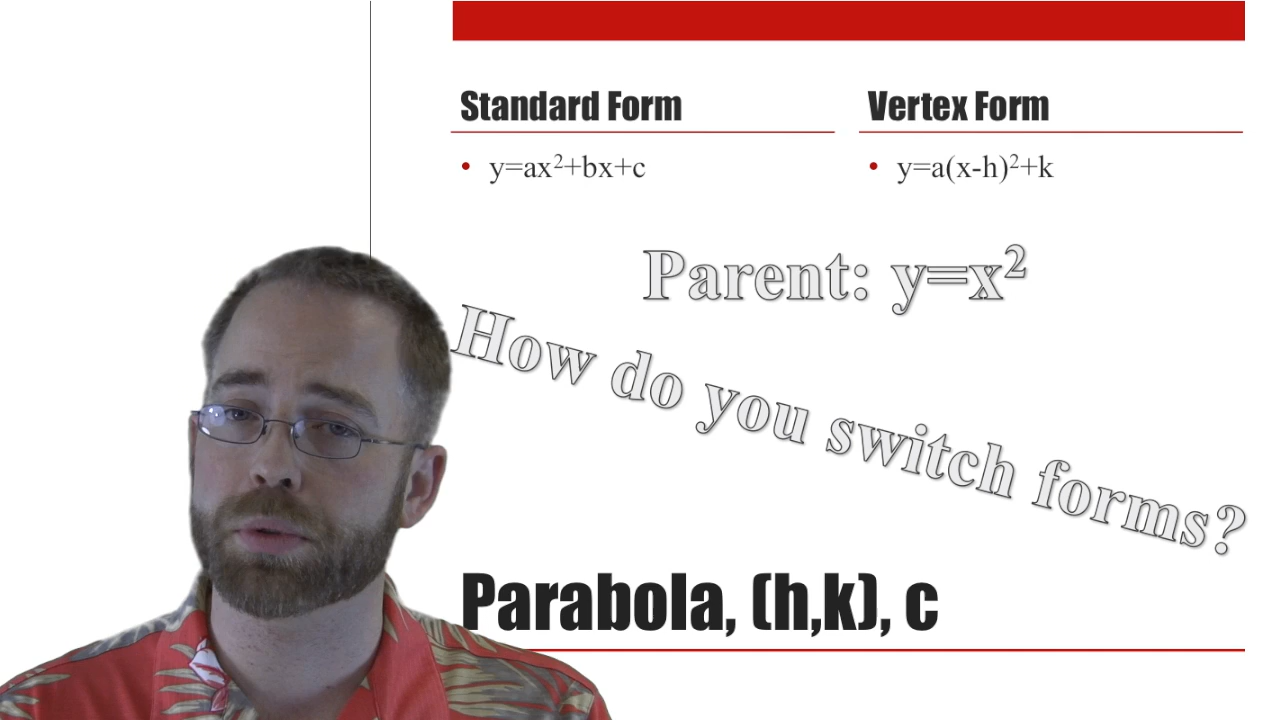 Standard Form
Vertex Form
• y=ax²+bx+c
• y=a(x-h)²+k
Parent: y=x²
How do you switch forms?
Parabola, (h,k), c